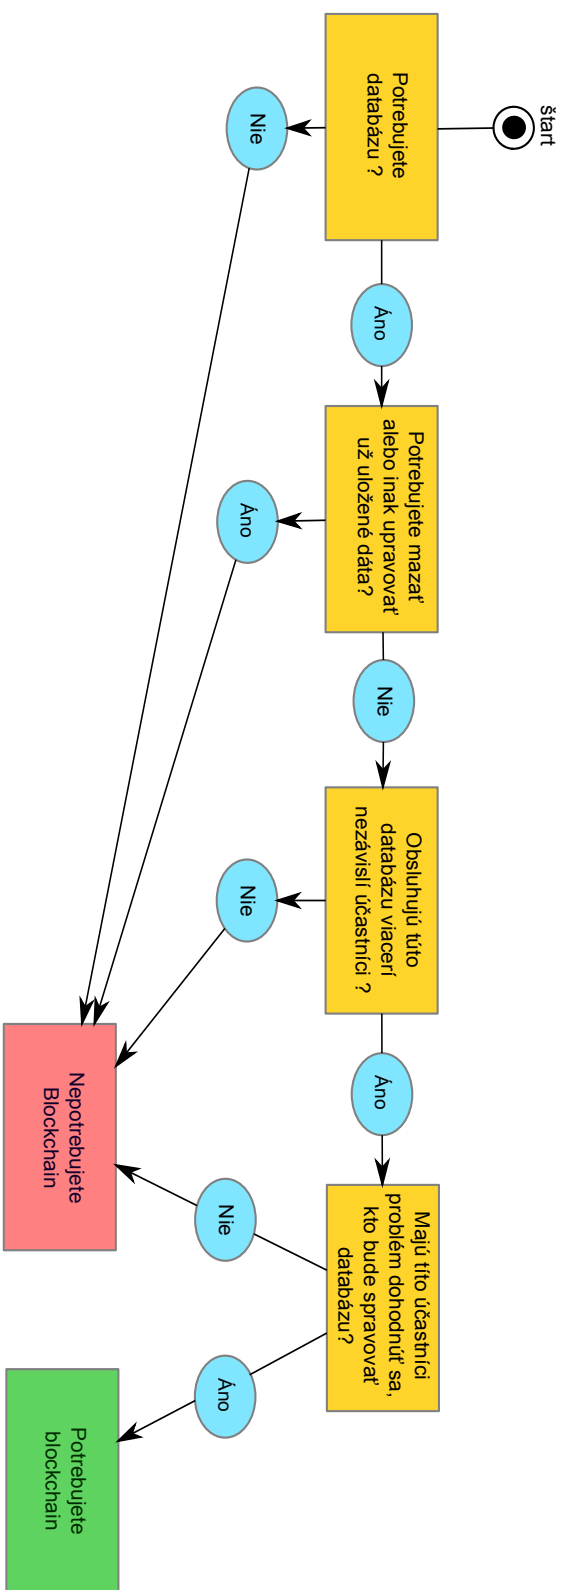 štart
Potrebujete
databázu ?
Nie
Áno
Potrebujete mazať
alebo inak upravovať
už uložené dáta?
Áno
Nie
Obsluhujú túto
databázu viacerí
nezávislí účastníci ?
Nie
Áno
Majú títo účastníci
problém dohodnúť sa,
kto bude spravovať
databázu?
Nie
Áno
Nepotrebujete
Blockchain
Potrebujete
blockchain